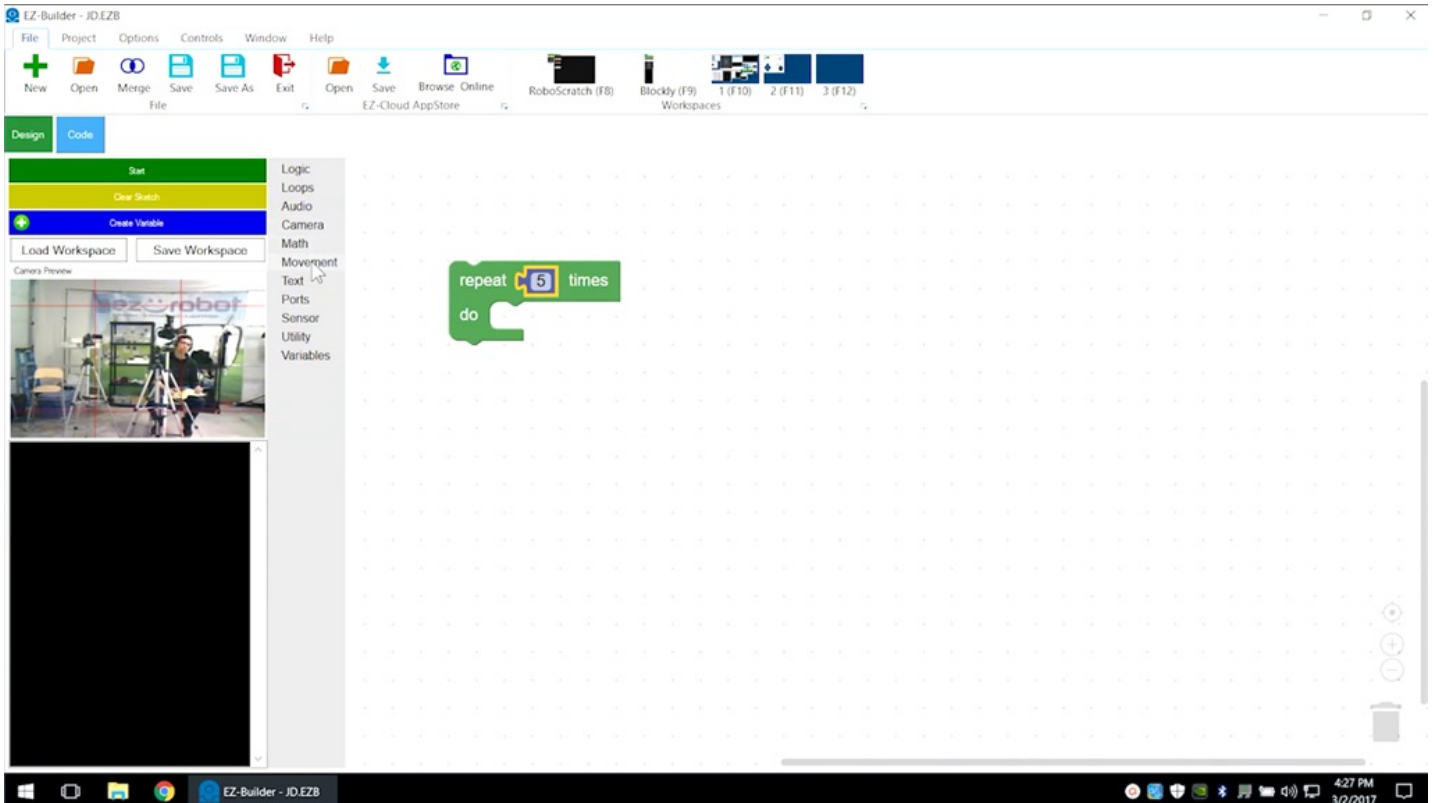 EZ-Builder - JD.EZB
File Project Options Controls Window Help
New Open Merge Save Save As Exit Open Save Browse Online RoboScratch (F8) Blockly (F9) 1 (F10) 2 (F11) 3 (F12)
File EZ-Cloud AppStore Workspaces
Design Code
Start
Clear Sketch
Create Variable
Load Workspace Save Workspace
Camera Preview
ez robot
Logic
Loops
Audio
Camera
Math
Movement
Text
Ports
Sensor
Utility
Variables
repeat 5 times
do
EZ-Builder - JD.EZB
4:27 PM
3/2/2017